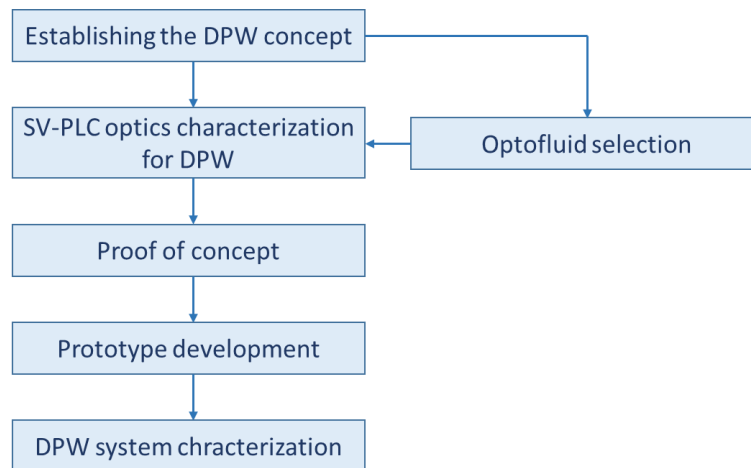 Establishing the DPW concept
SV-PLC optics characterization
for DPW
Optofluid selection
Proof of concept
Prototype development
DPW system chracterization